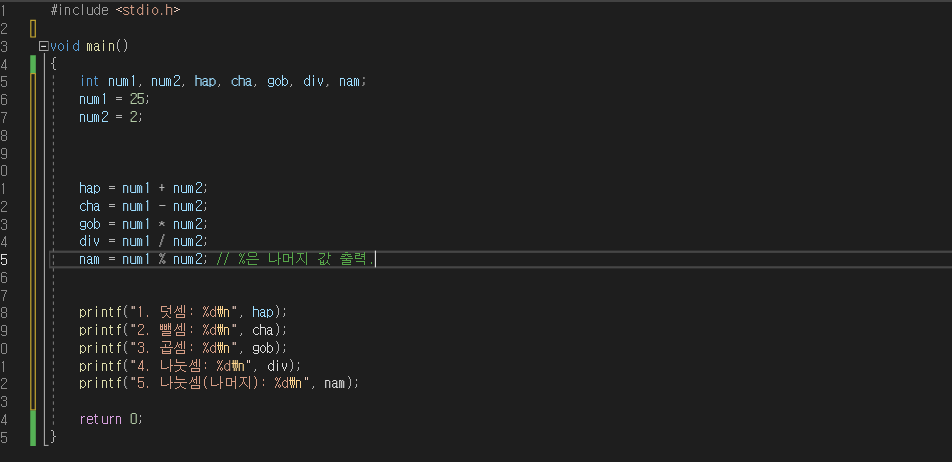 1 #include <stdio.h>
2
3 void main()
4 {
5 int num1, num2, hap, cha, gob, div, nam;
6 num1 = 25;
7 num2 = 2;
8
9
0
1 hap = num1 + num2;
2 cha = num1 - num2;
3 gob = num1 * num2;
4 div = num1 / num2;
5 nam = num1 % num2; // %은 나머지 값 출력.
6
7
8 printf("1. 덧셈: %d₩n", hap);
9 printf("2. 뺄셈: %d₩n", cha);
0 printf("3. 곱셈: %d₩n", gob);
1 printf("4. 나눗셈: %d₩n", div);
2 printf("5. 나눗셈(나머지): %d₩n", nam);
3
4 return 0;
5 }